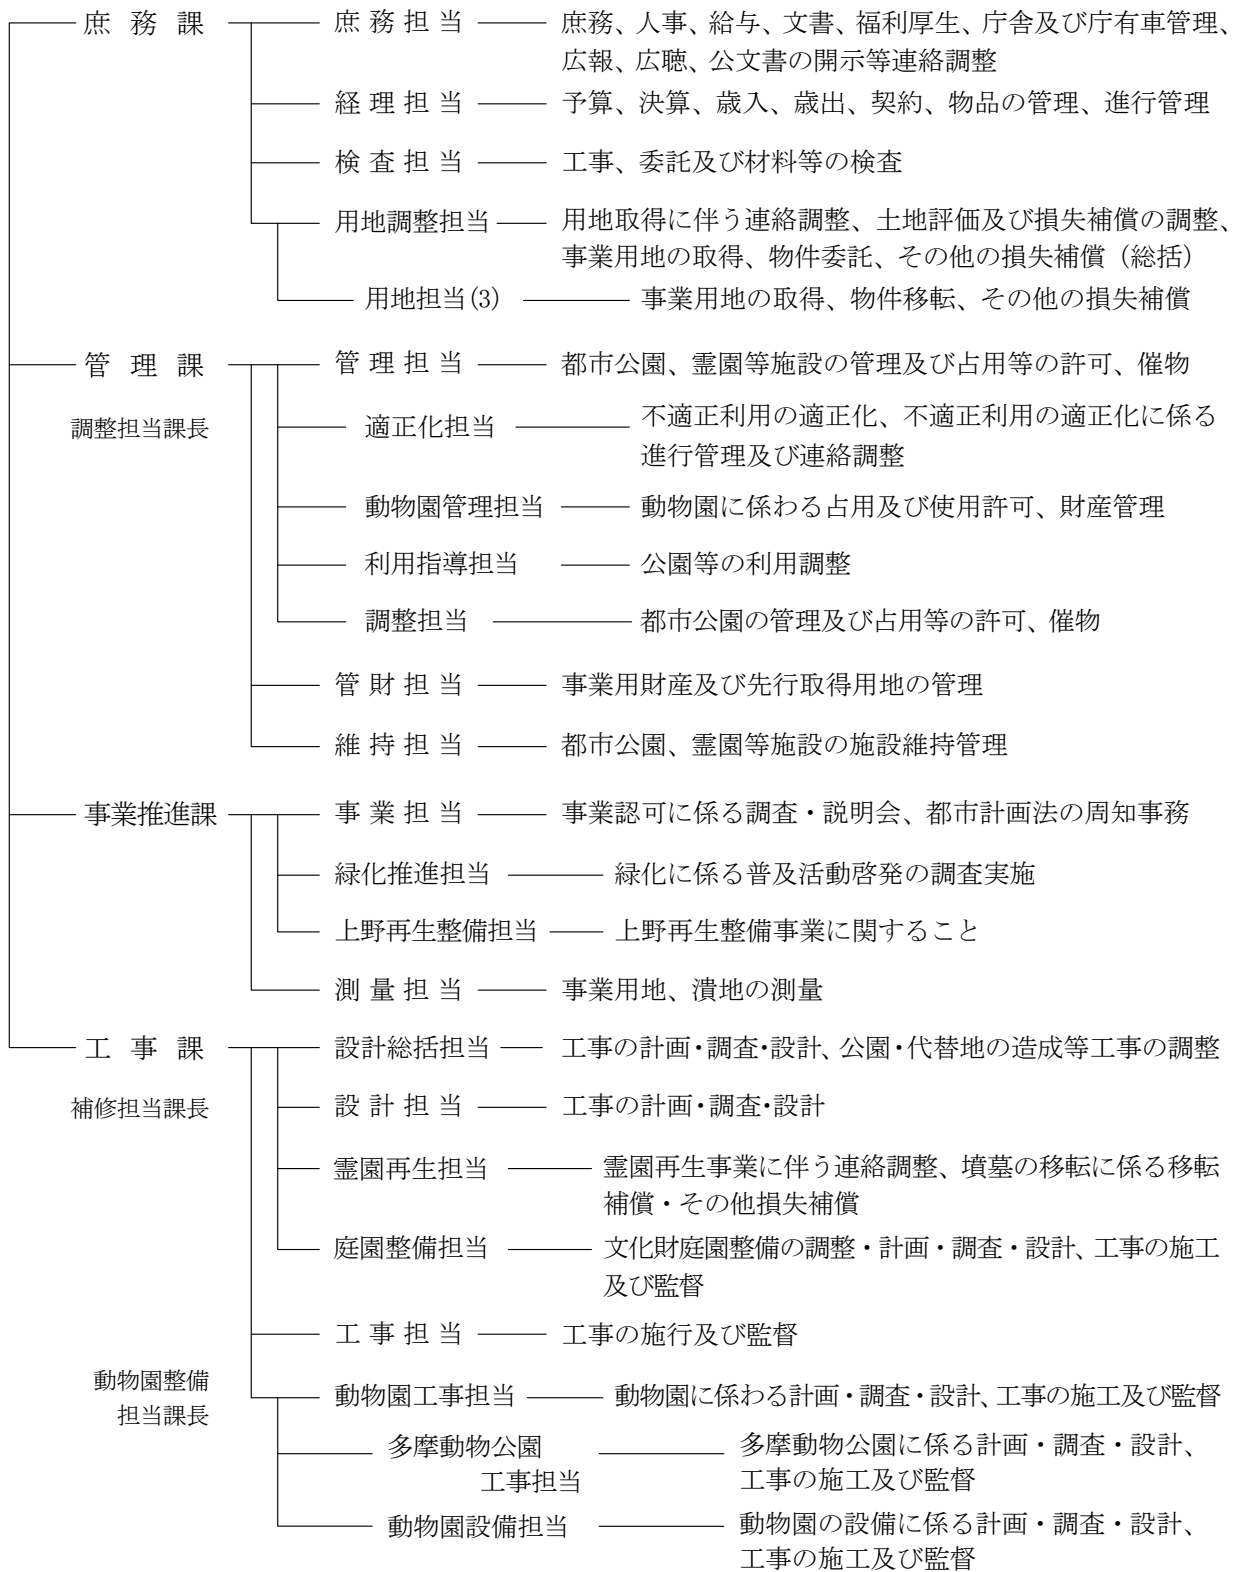 庶務課 庶務担当 庶務、人事、給与、文書、福利厚生、庁舎及び庁有車管理、
広報、広聴、公文書の開示等連絡調整
経理担当 予算、決算、歳入、歳出、契約、物品の管理、進行管理
検査担当 工事、委託及び材料等の検査
用地調整担当 用地取得に伴う連絡調整、土地評価及び損失補償の調整、
事業用地の取得、物件委託、その他の損失補償（総括）
用地担当(3) 事業用地の取得、物件移転、その他の損失補償
管理課 管理担当 都市公園、霊園等施設の管理及び占用等の許可、催物
調整担当課長 適正化担当 不適正利用の適正化、不適正利用の適正化に係る
進行管理及び連絡調整
動物園管理担当 動物園に係わる占用及び使用許可、財産管理
利用指導担当 公園等の利用調整
調整担当 都市公園の管理及び占用等の許可、催物
管財担当 事業用財産及び先行取得用地の管理
維持担当 都市公園、霊園等施設の施設維持管理
事業推進課 事業担当 事業認可に係る調査・説明会、都市計画法の周知事務
緑化推進担当 緑化に係る普及活動啓発の調査実施
上野再生整備担当 上野再生整備事業に関すること
測量担当 事業用地、潰地の測量
工事課 設計総括担当 工事の計画・調査・設計、公園・代替地の造成等工事の調整
補修担当課長 設計担当 工事の計画・調査・設計
霊園再生担当 霊園再生事業に伴う連絡調整、墳墓の移転に係る移転
補償・その他損失補償
庭園整備担当 文化財庭園整備の調整・計画・調査・設計、工事の施工
及び監督
工事担当 工事の施行及び監督
動物園整備
担当課長
動物園工事担当 動物園に係わる計画・調査・設計、工事の施工及び監督
多摩動物公園 多摩動物公園に係る計画・調査・設計、
工事担当 工事の施工及び監督
動物園設備担当 動物園の設備に係る計画・調査・設計、
工事の施工及び監督